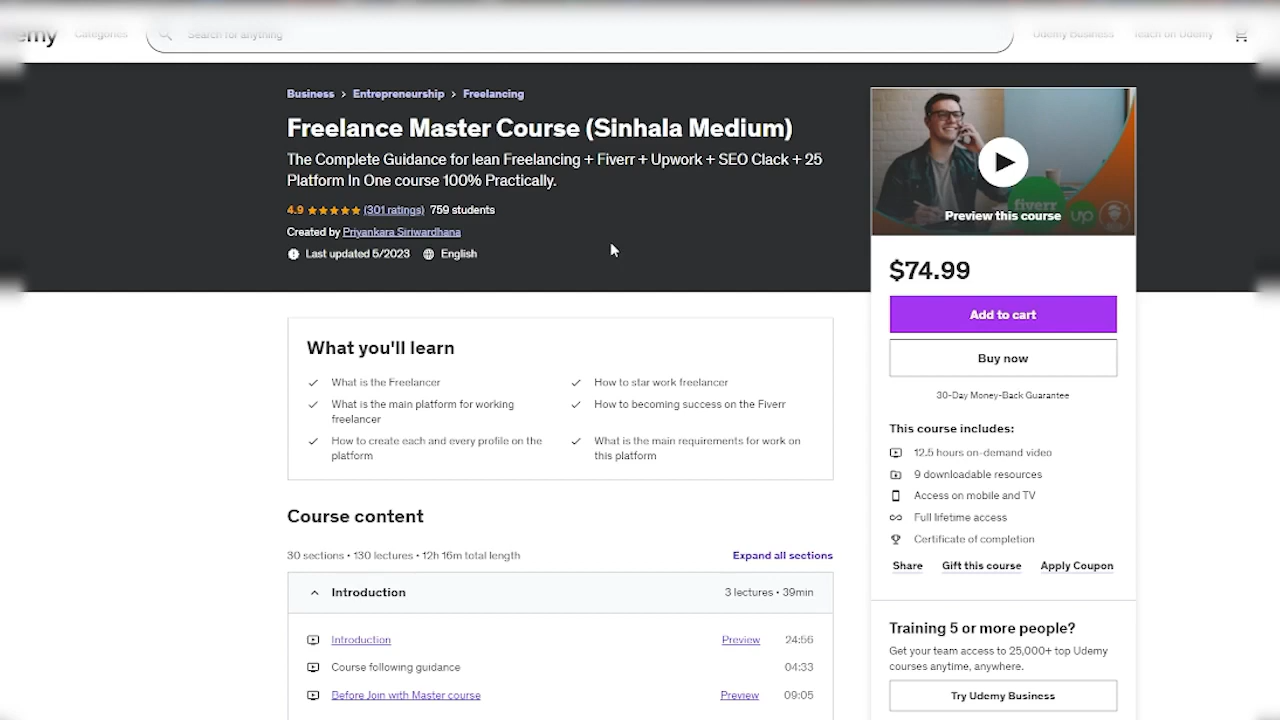 emy
Categories
Search for anything
Udemy Business
Teach on Udemy
Business > Entrepreneurship > Freelancing
Freelance Master Course (Sinhala Medium)
The Complete Guidance for lean Freelancing + Fiverr + Upwork + SEO Clack + 25
Platform In One course 100% Practically.
4.9 (301 ratings) 759 students
Created by Priyankara Siriwardhana
Last updated 5/2023 English
fiverr
up
Preview this course
$74.99
Add to cart
Buy now
30-Day Money-Back Guarantee
This course includes:
12.5 hours on-demand video
9 downloadable resources
Access on mobile and TV
Full lifetime access
Certificate of completion
Share Gift this course Apply Coupon
Training 5 or more people?
Get your team access to 25,000+ top Udemy
courses anytime, anywhere.
Try Udemy Business
What you'll learn
What is the Freelancer
How to star work freelancer
What is the main platform for working
freelancer
How to becoming success on the Fiverr
How to create each and every profile on the
platform
What is the main requirements for work on
this platform
Course content
30 sections • 130 lectures • 12h 16m total length
Expand all sections
Introduction 3 lectures • 39min
Introduction Preview 24:56
Course following guidance 04:33
Before Join with Master course Preview 09:05